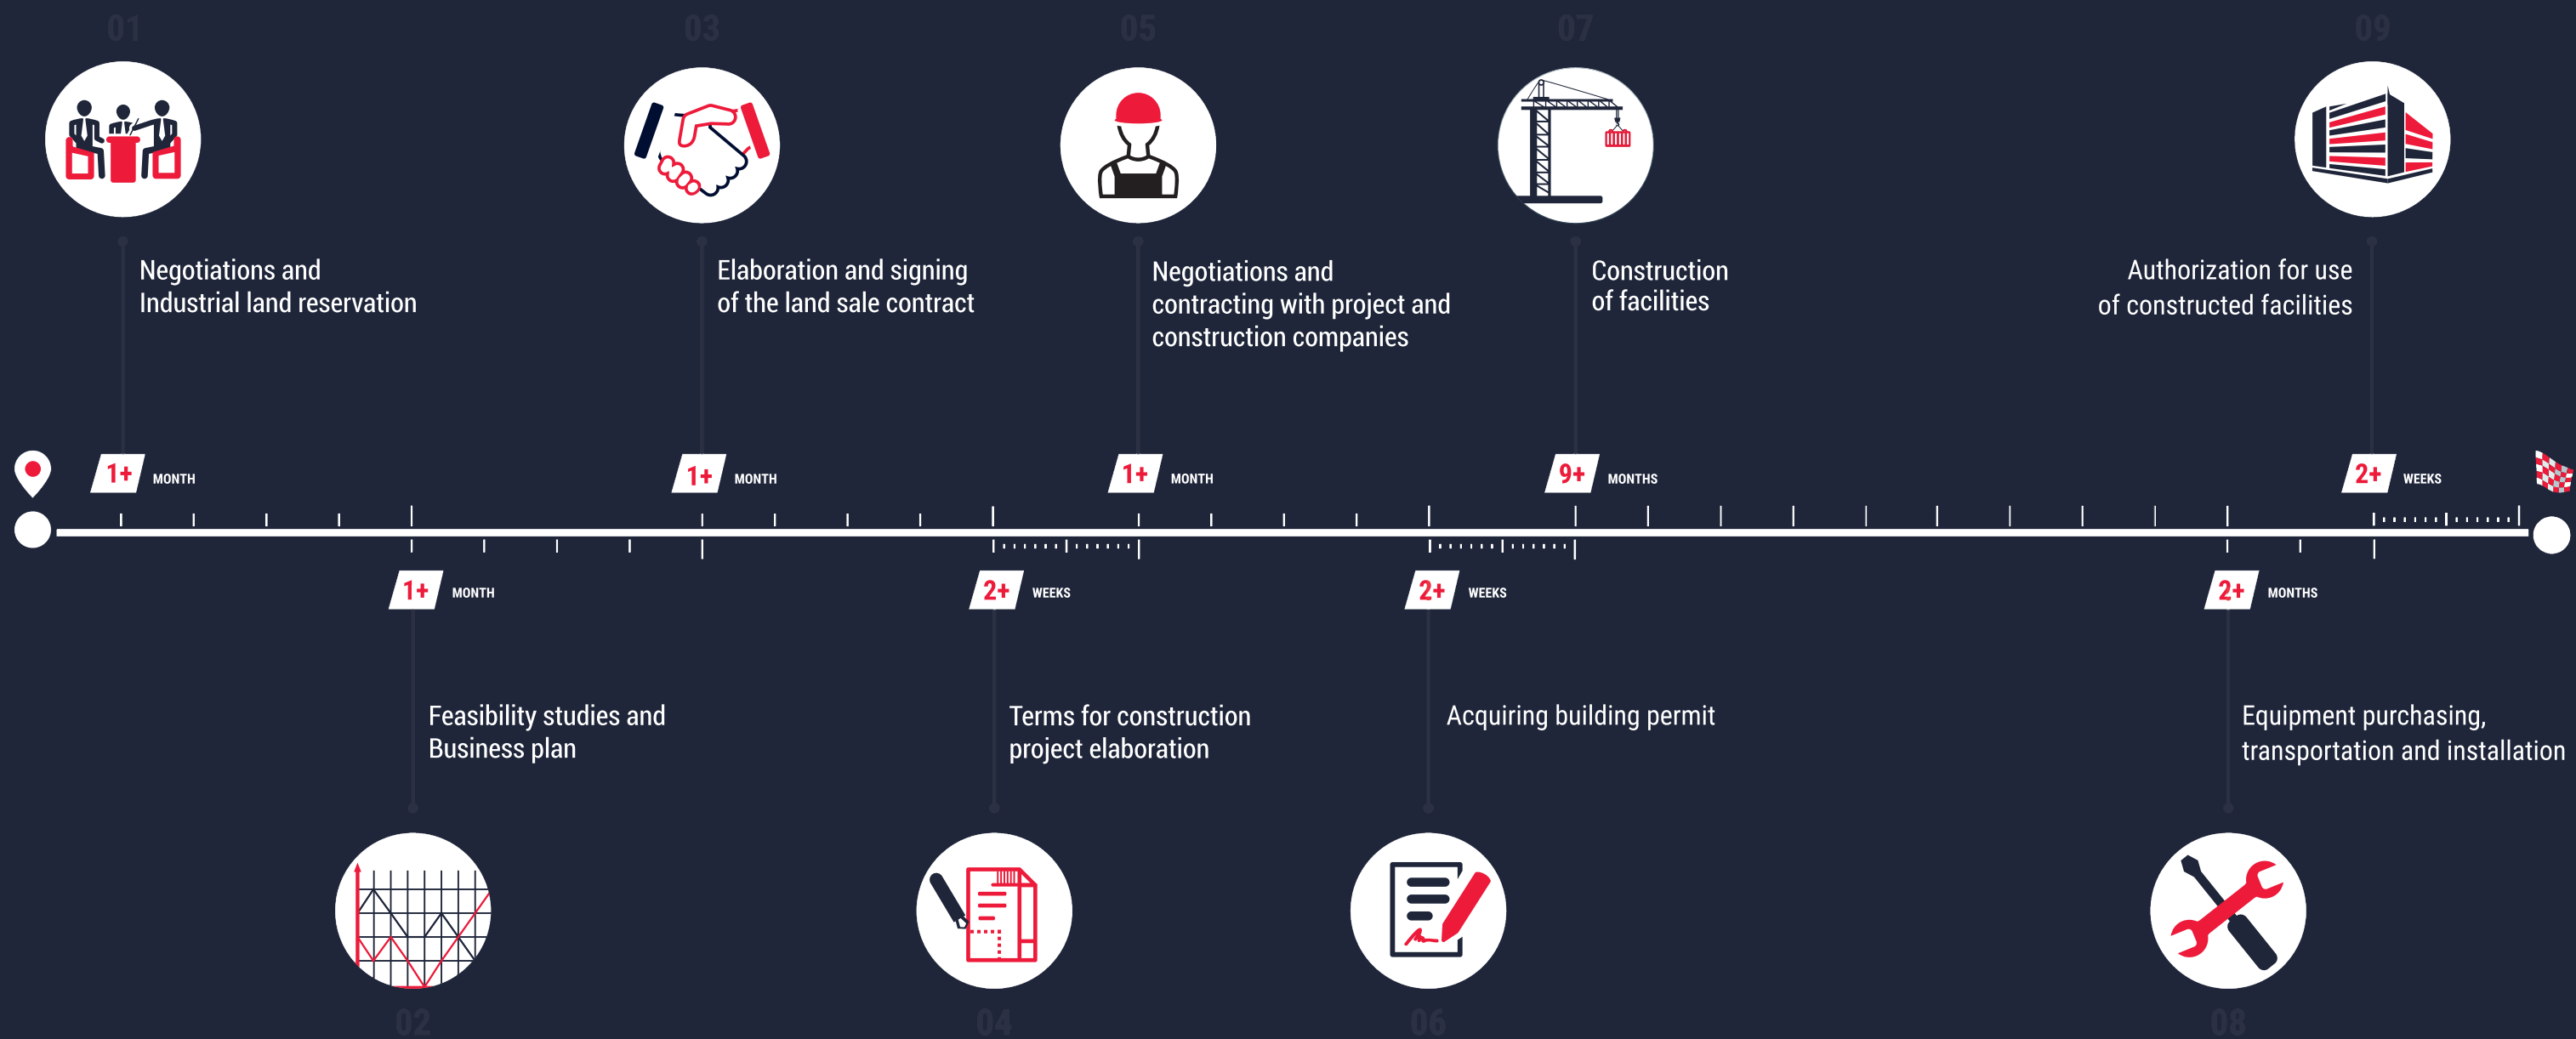 01
03
05
07
09
Negotiations and
Industrial land reservation
Elaboration and signing
of the land sale contract
Negotiations and
contracting with project and
construction companies
Construction
of facilities
Authorization for use
of constructed facilities
1+ MONTH
1+ MONTH
1+ MONTH
9+ MONTHS
2+ WEEKS
1+ MONTH
2+ WEEKS
2+ WEEKS
2+ MONTHS
Feasibility studies and
Business plan
Terms for construction
project elaboration
Acquiring building permit
Equipment purchasing,
transportation and installation
02
04
06
08